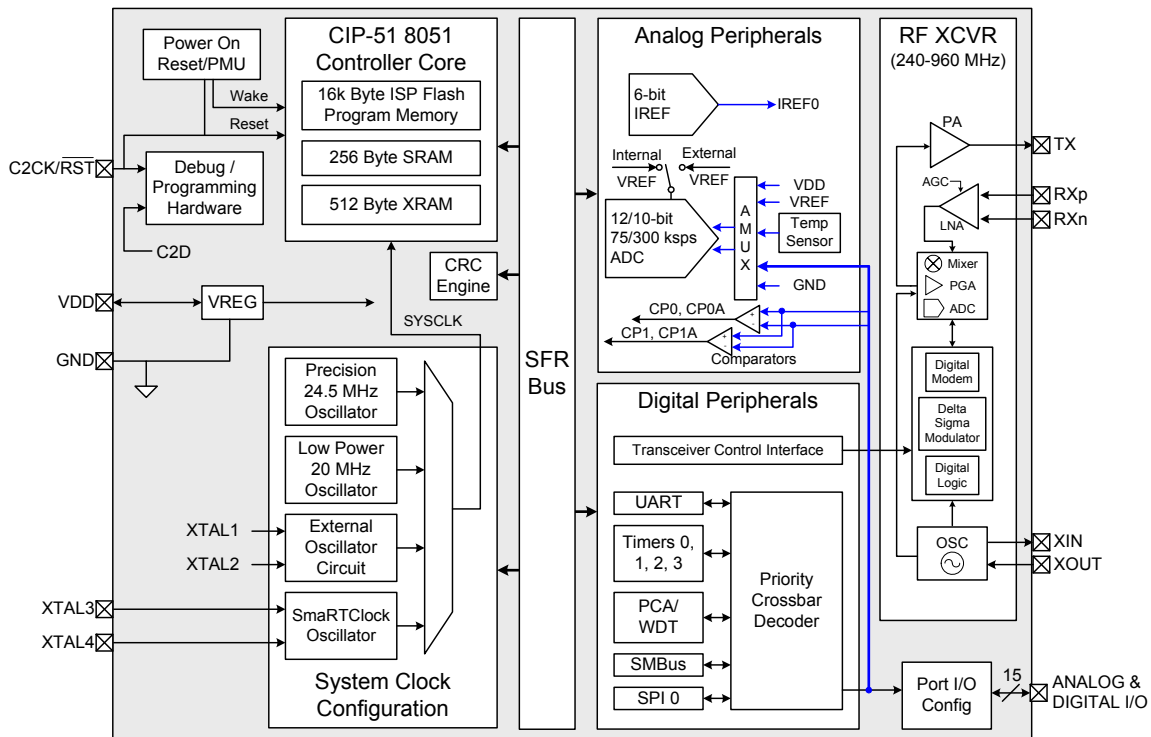 Power On
Reset/PMU
Wake
Reset
C2CK/RST
Debug /
Programming
Hardware
C2D
VDD
VREG
GND
CIP-51 8051
Controller Core
16k Byte ISP Flash
Program Memory
256 Byte SRAM
512 Byte XRAM
CRC
Engine
SYSCLK
Precision
24.5 MHz
Oscillator
Low Power
20 MHz
Oscillator
XTAL1
XTAL2
External
Oscillator
Circuit
XTAL3
XTAL4
SmaRTClock
Oscillator
System Clock
Configuration
SFR
Bus
Analog Peripherals
6-bit
IREF
IREF0
Internal
VREF
External
VREF
12/10-bit
75/300 ksps
ADC
A
M
U
X
VDD
VREF
Temp
Sensor
GND
CP0, CP0A
+
-
CP1, CP1A
+
-
Comparators
Digital Peripherals
Transceiver Control Interface
UART
Timers 0,
1, 2, 3
PCA/
WDT
SMBus
SPI 0
Priority
Crossbar
Decoder
RF XCVR
(240-960 MHz)
PA
TX
AGC
RXp
RXn
LNA
Mixer
PGA
ADC
Digital
Modem
Delta
Sigma
Modulator
Digital
Logic
OSC
XIN
XOUT
Port I/O
Config
15
ANALOG &
DIGITAL I/O